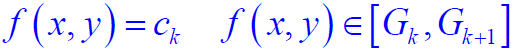 f(x, y) = c_k   f(x, y) ∈ [G_k, G_{k+1}]